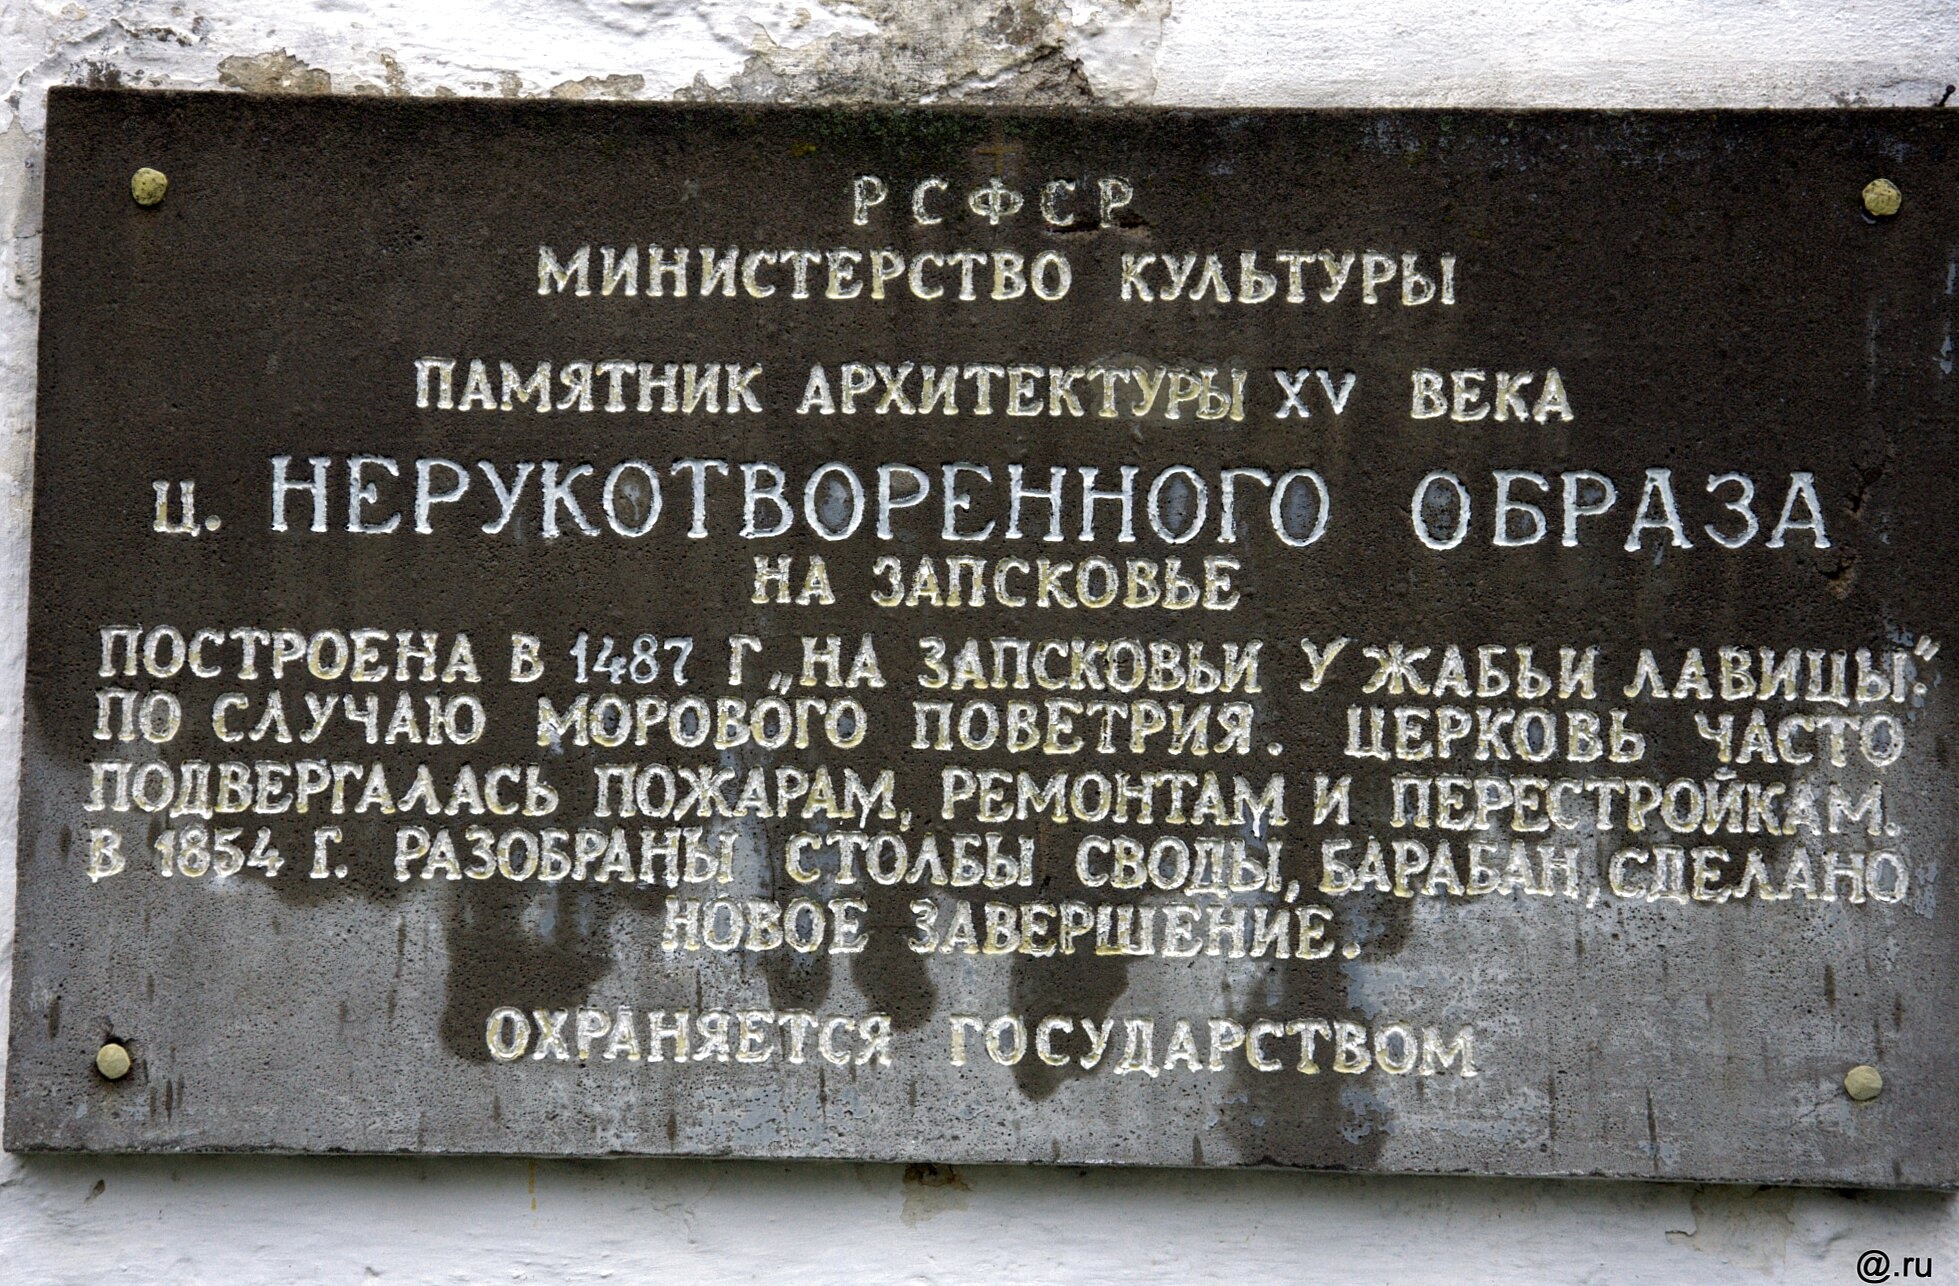 РСФСР
МИНИСТЕРСТВО КУЛЬТУРЫ
ПАМЯТНИК АРХИТЕКТУРЫ XV ВЕКА
Ц. НЕРУКОТВОРЕННОГО ОБРАЗА
НА ЗАПСКОВЬЕ
ПОСТРОЕНА В 1487 Г „НА ЗАПСКОВЬИ У ЖАБЬИ ЛАВИЦЫ."
ПО СЛУЧАЮ МОРОВОГО ПОВЕТРИЯ. ЦЕРКОВЬ ЧАСТО
ПОДВЕРГАЛАСЬ ПОЖАРАМ, РЕМОНТАМ И ПЕРЕСТРОЙКАМ.
В 1854 Г. РАЗОБРАНЫ СТОЛБЫ СВОДЫ, БАРАБАН, СДЕЛАНО
НОВОЕ ЗАВЕРШЕНИЕ.
ОХРАНЯЕТСЯ ГОСУДАРСТВОМ
@.ru